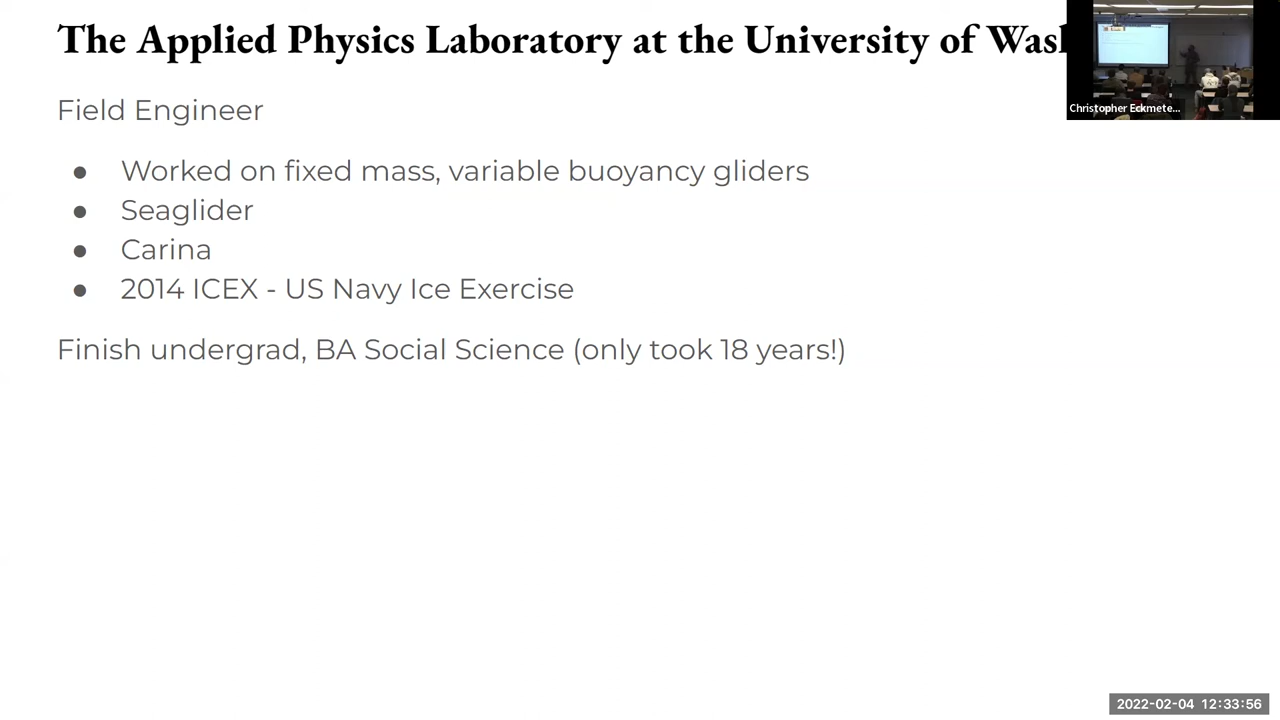 The Applied Physics Laboratory at the University of Was
Christopher Eckmete...
Field Engineer
● Worked on fixed mass, variable buoyancy gliders
● Seaglider
● Carina
● 2014 ICEX - US Navy Ice Exercise
Finish undergrad, BA Social Science (only took 18 years!)
2022-02-04 12:33:56